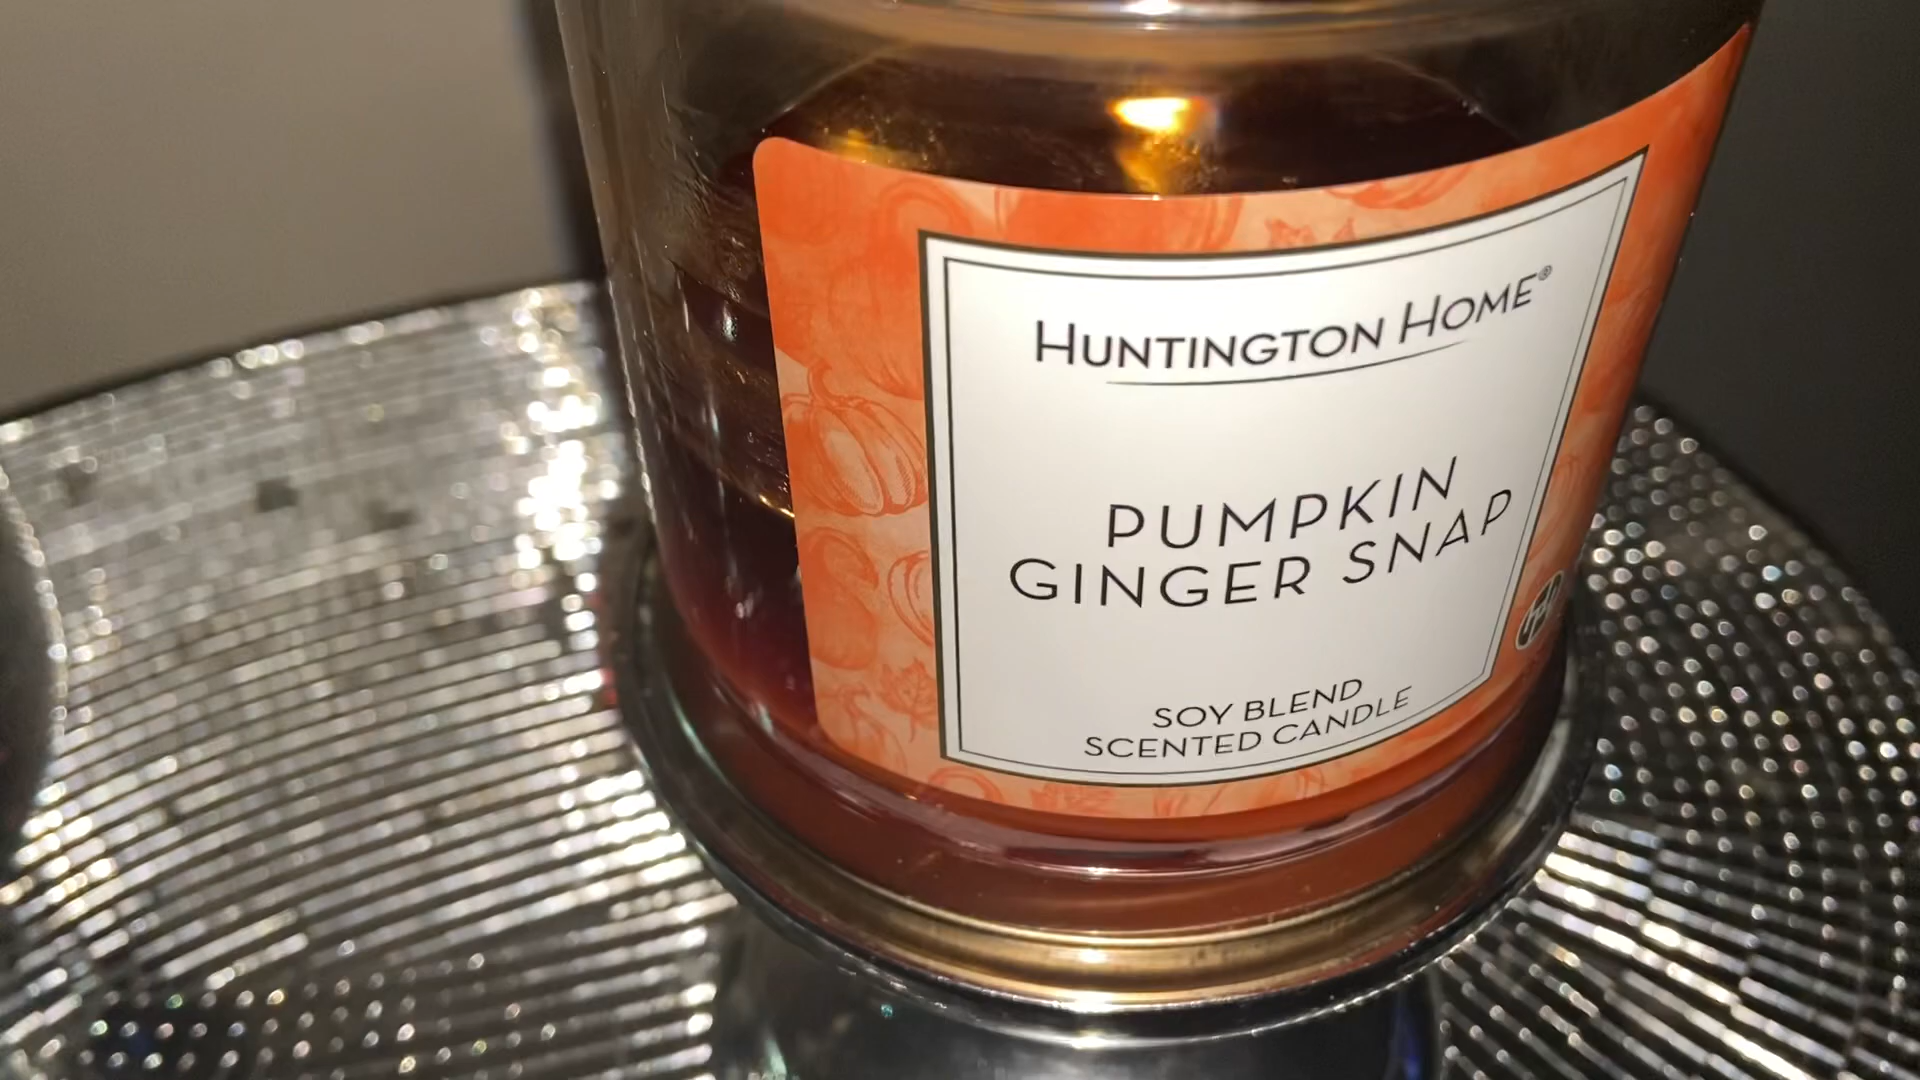 HUNTINGTON HOME®
PUMPKIN
GINGER SNAP
SOY BLEND
SCENTED CANDLE